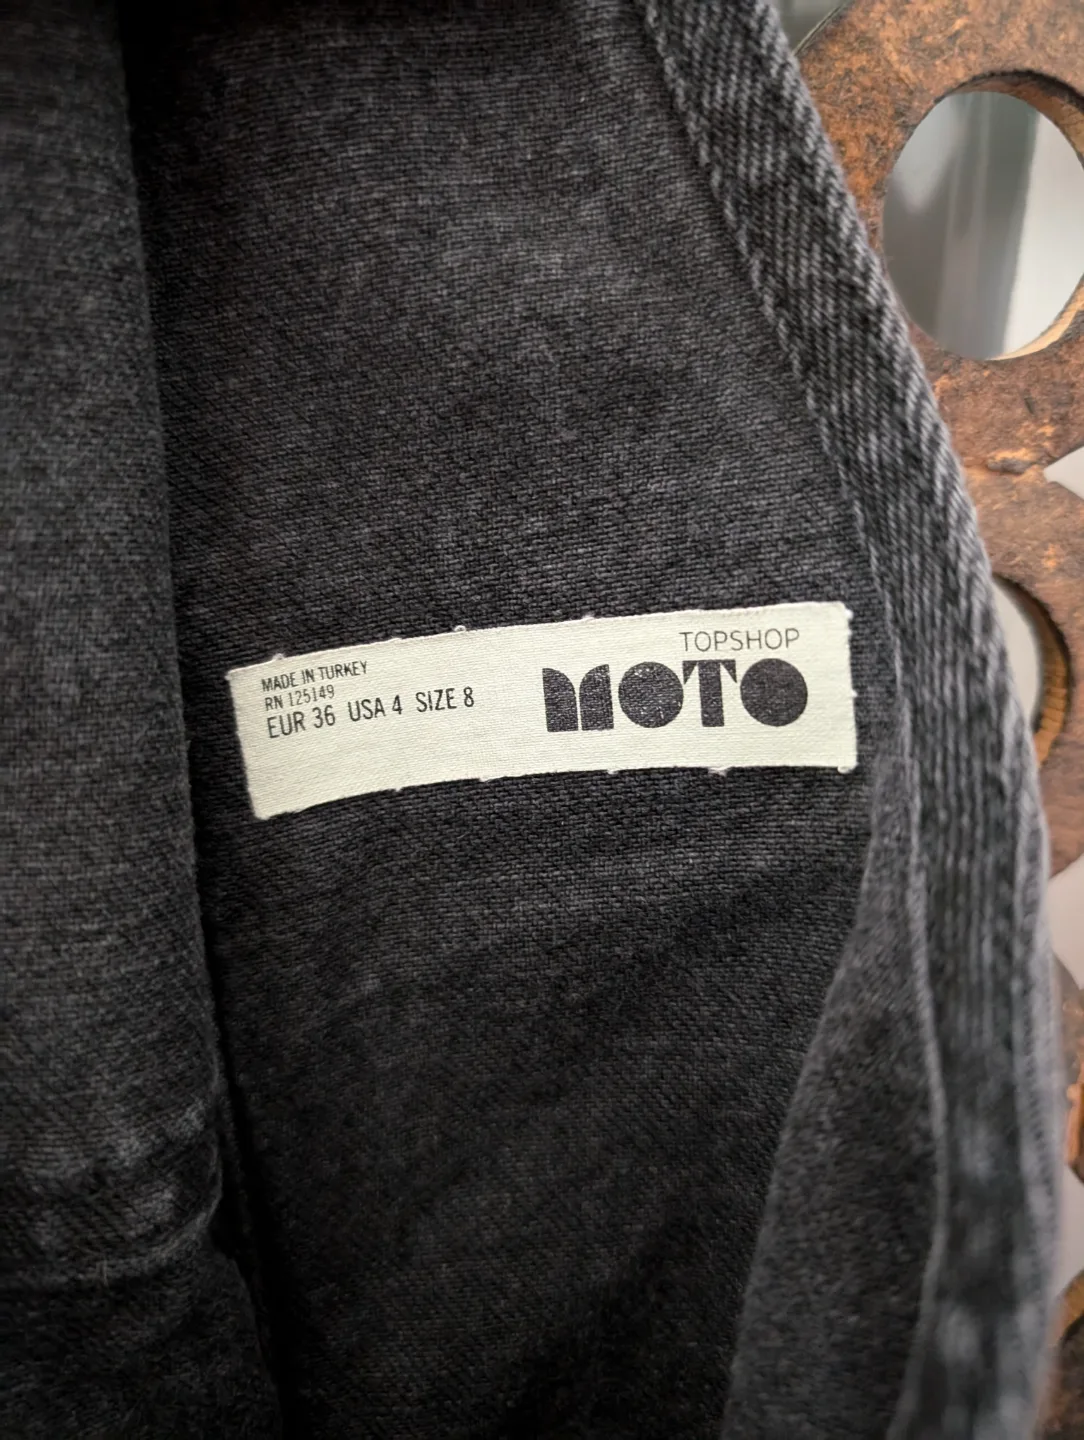 MADE IN TURKEY
RN 125149
EUR 36 USA 4 SIZE 8
TOPSHOP
MOTO